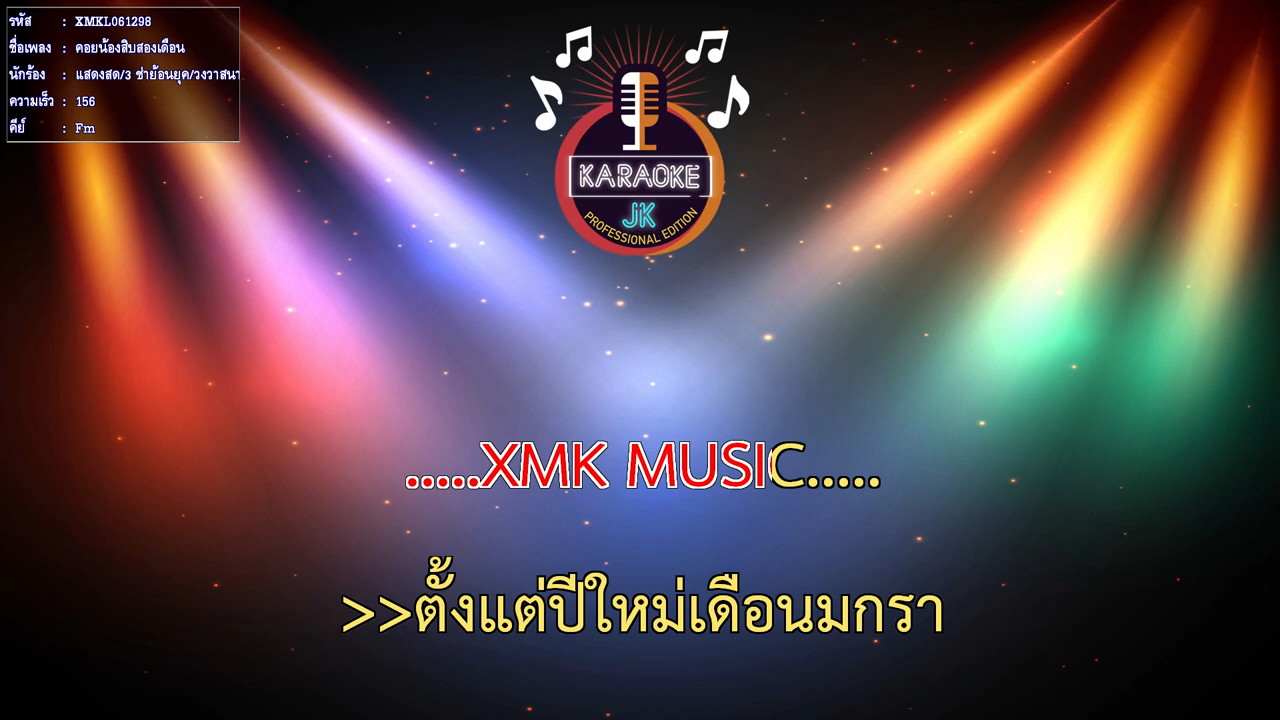 รหัส : XMKL061298
ชื่อเพลง : คอยน้องสิบสองเดือน
นักร้อง : แสดงสด/3 ช่าย้อนยุค/วงวาสนา
ความเร็ว : 156
คีย์ : Fm
KARAOKE
JK
PROFESSIONAL EDITION
.....XMK MUSIC.....
>>ตั้งแต่ปีใหม่เดือนมกรา